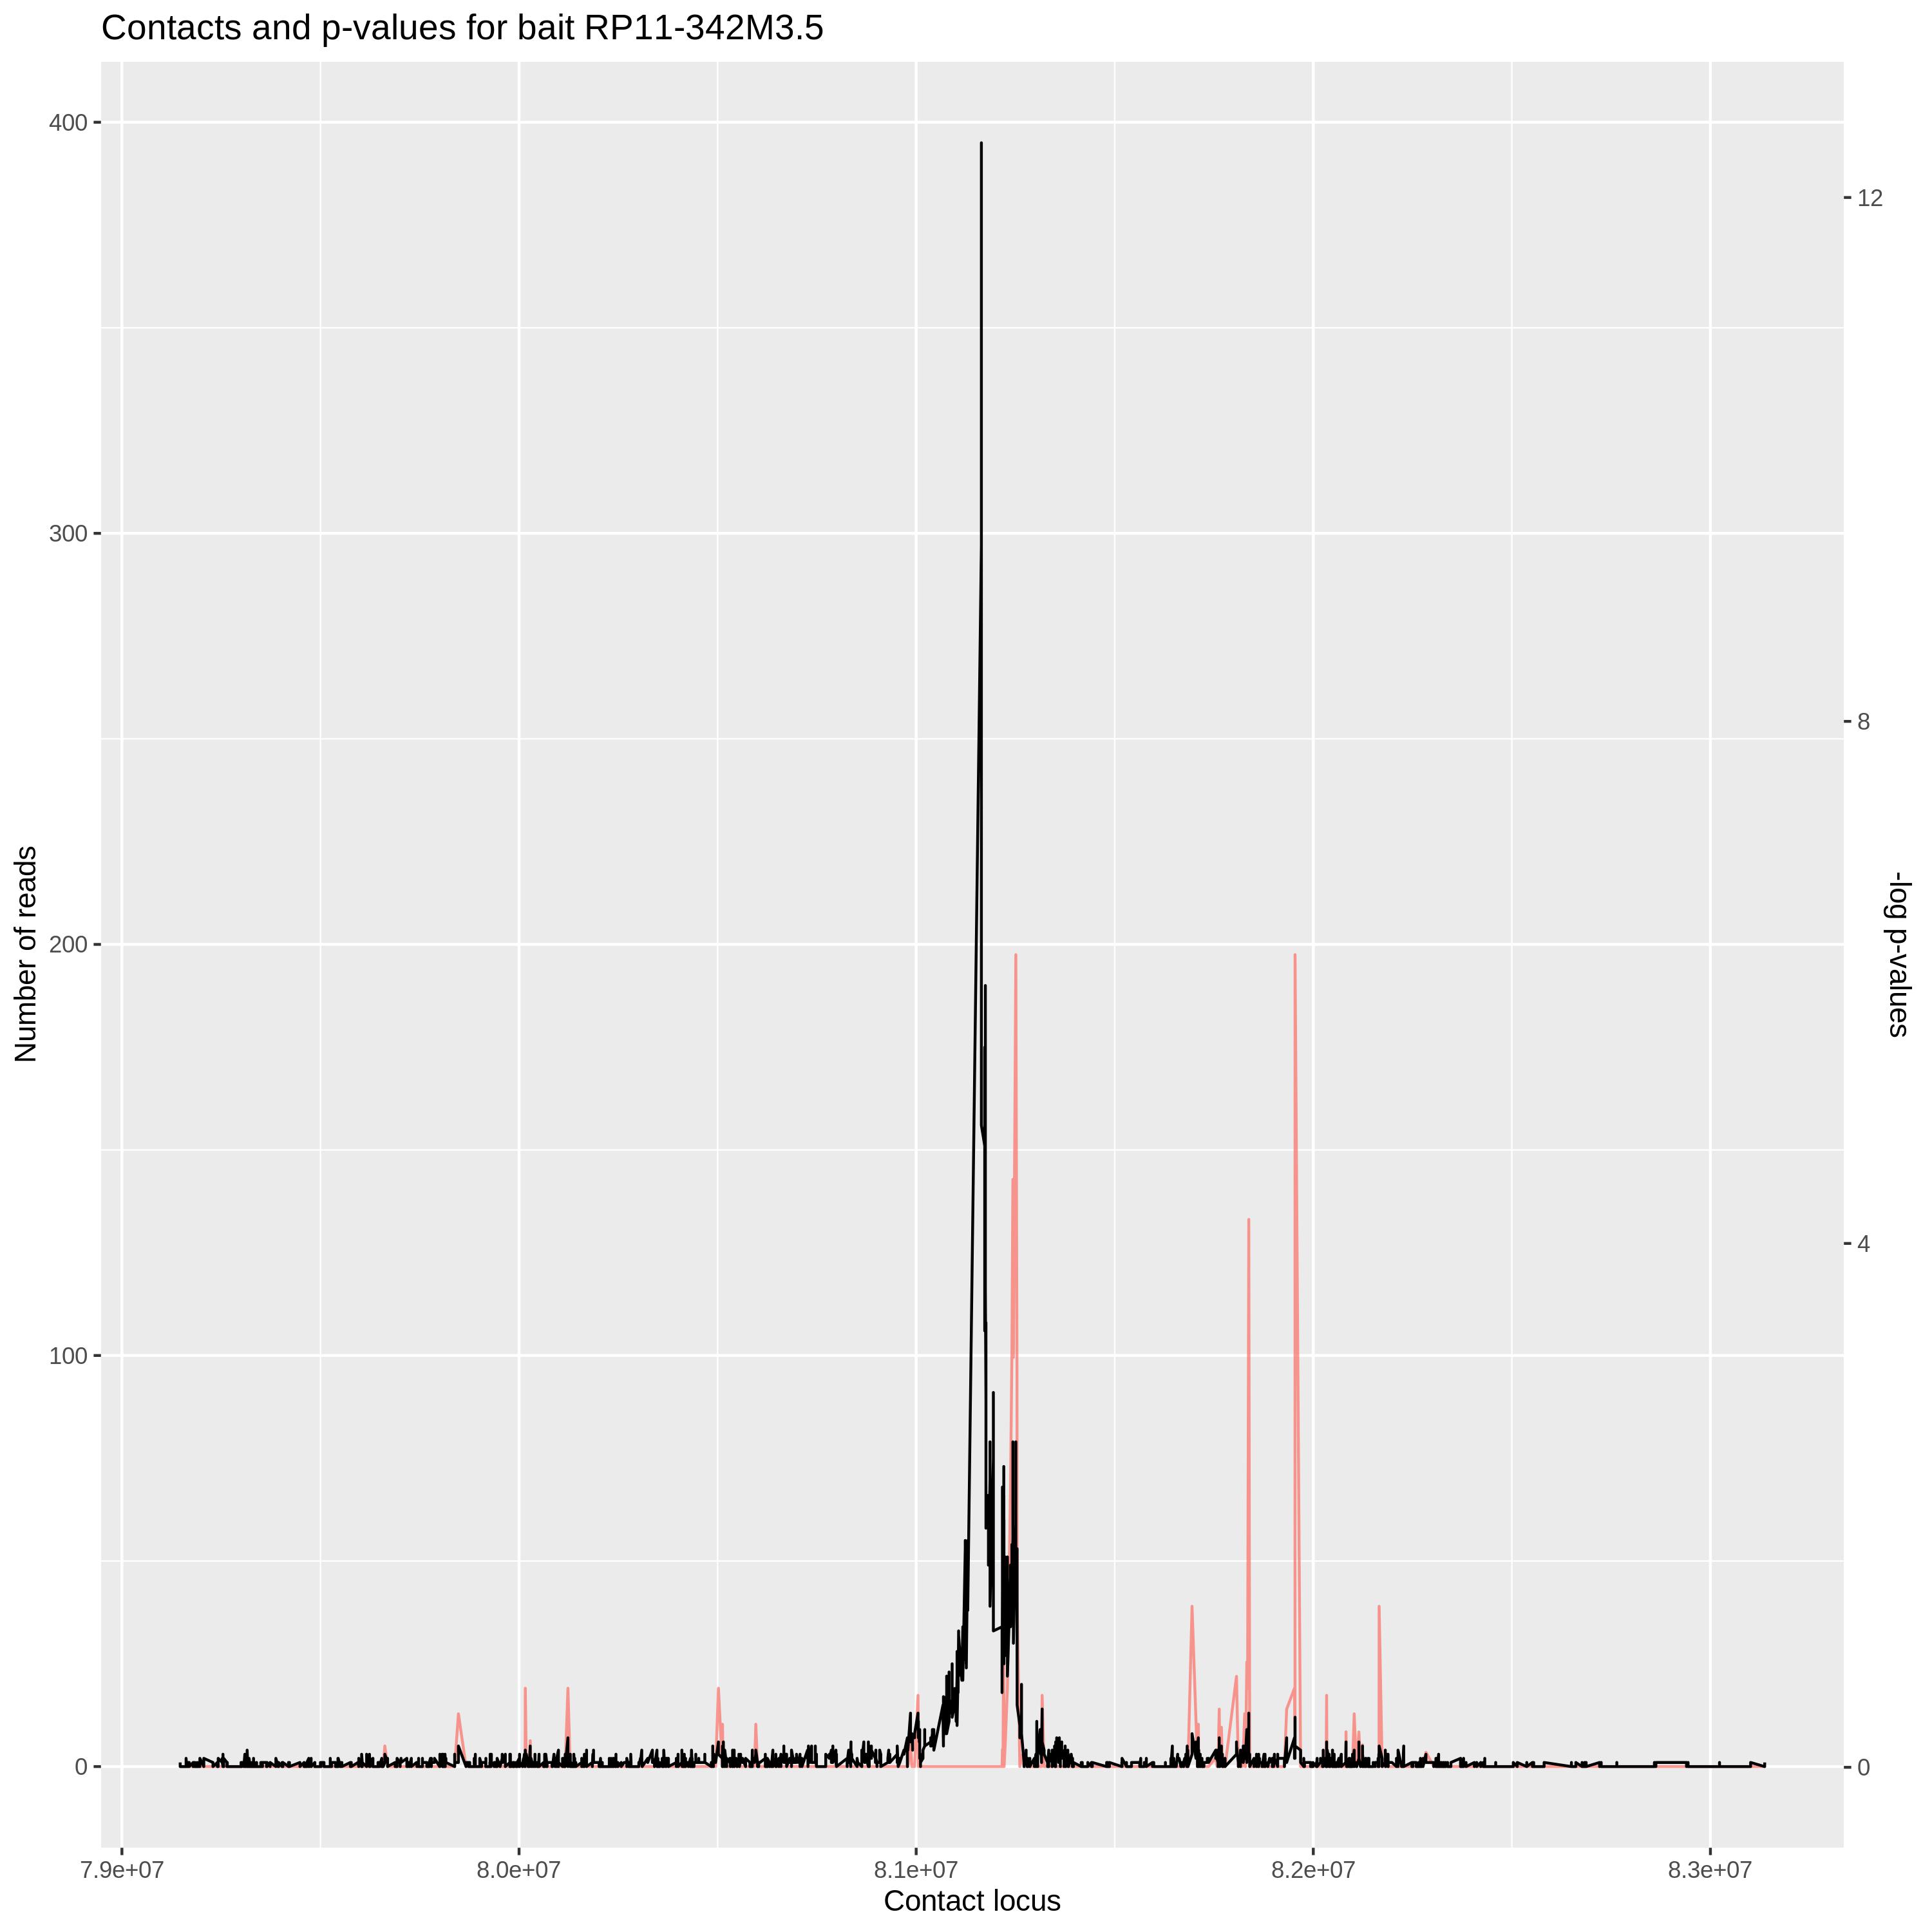 Contacts and p-values for bait RP11-342M3.5
400
300
200
100
0
Number of reads
12
8
4
0
-log p-values
7.9e+07
8.0e+07
8.1e+07
8.2e+07
8.3e+07
Contact locus